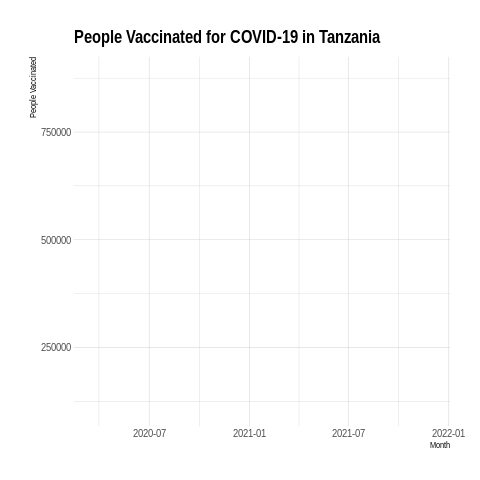 People Vaccinated for COVID-19 in Tanzania
People Vaccinated
750000
500000
250000
2020-07 2021-01 2021-07 2022-01
Month